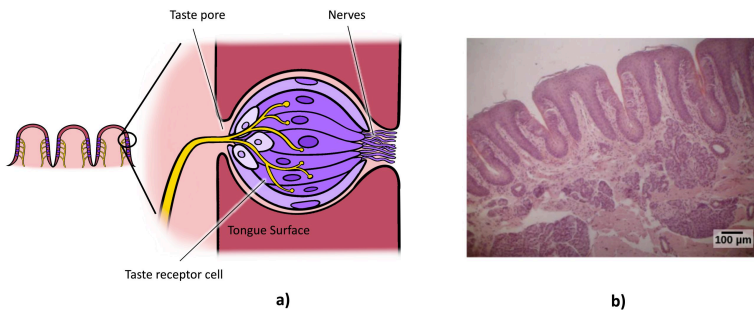 Taste pore
Nerves
Tongue Surface
Taste receptor cell
100 µm
a)
b)